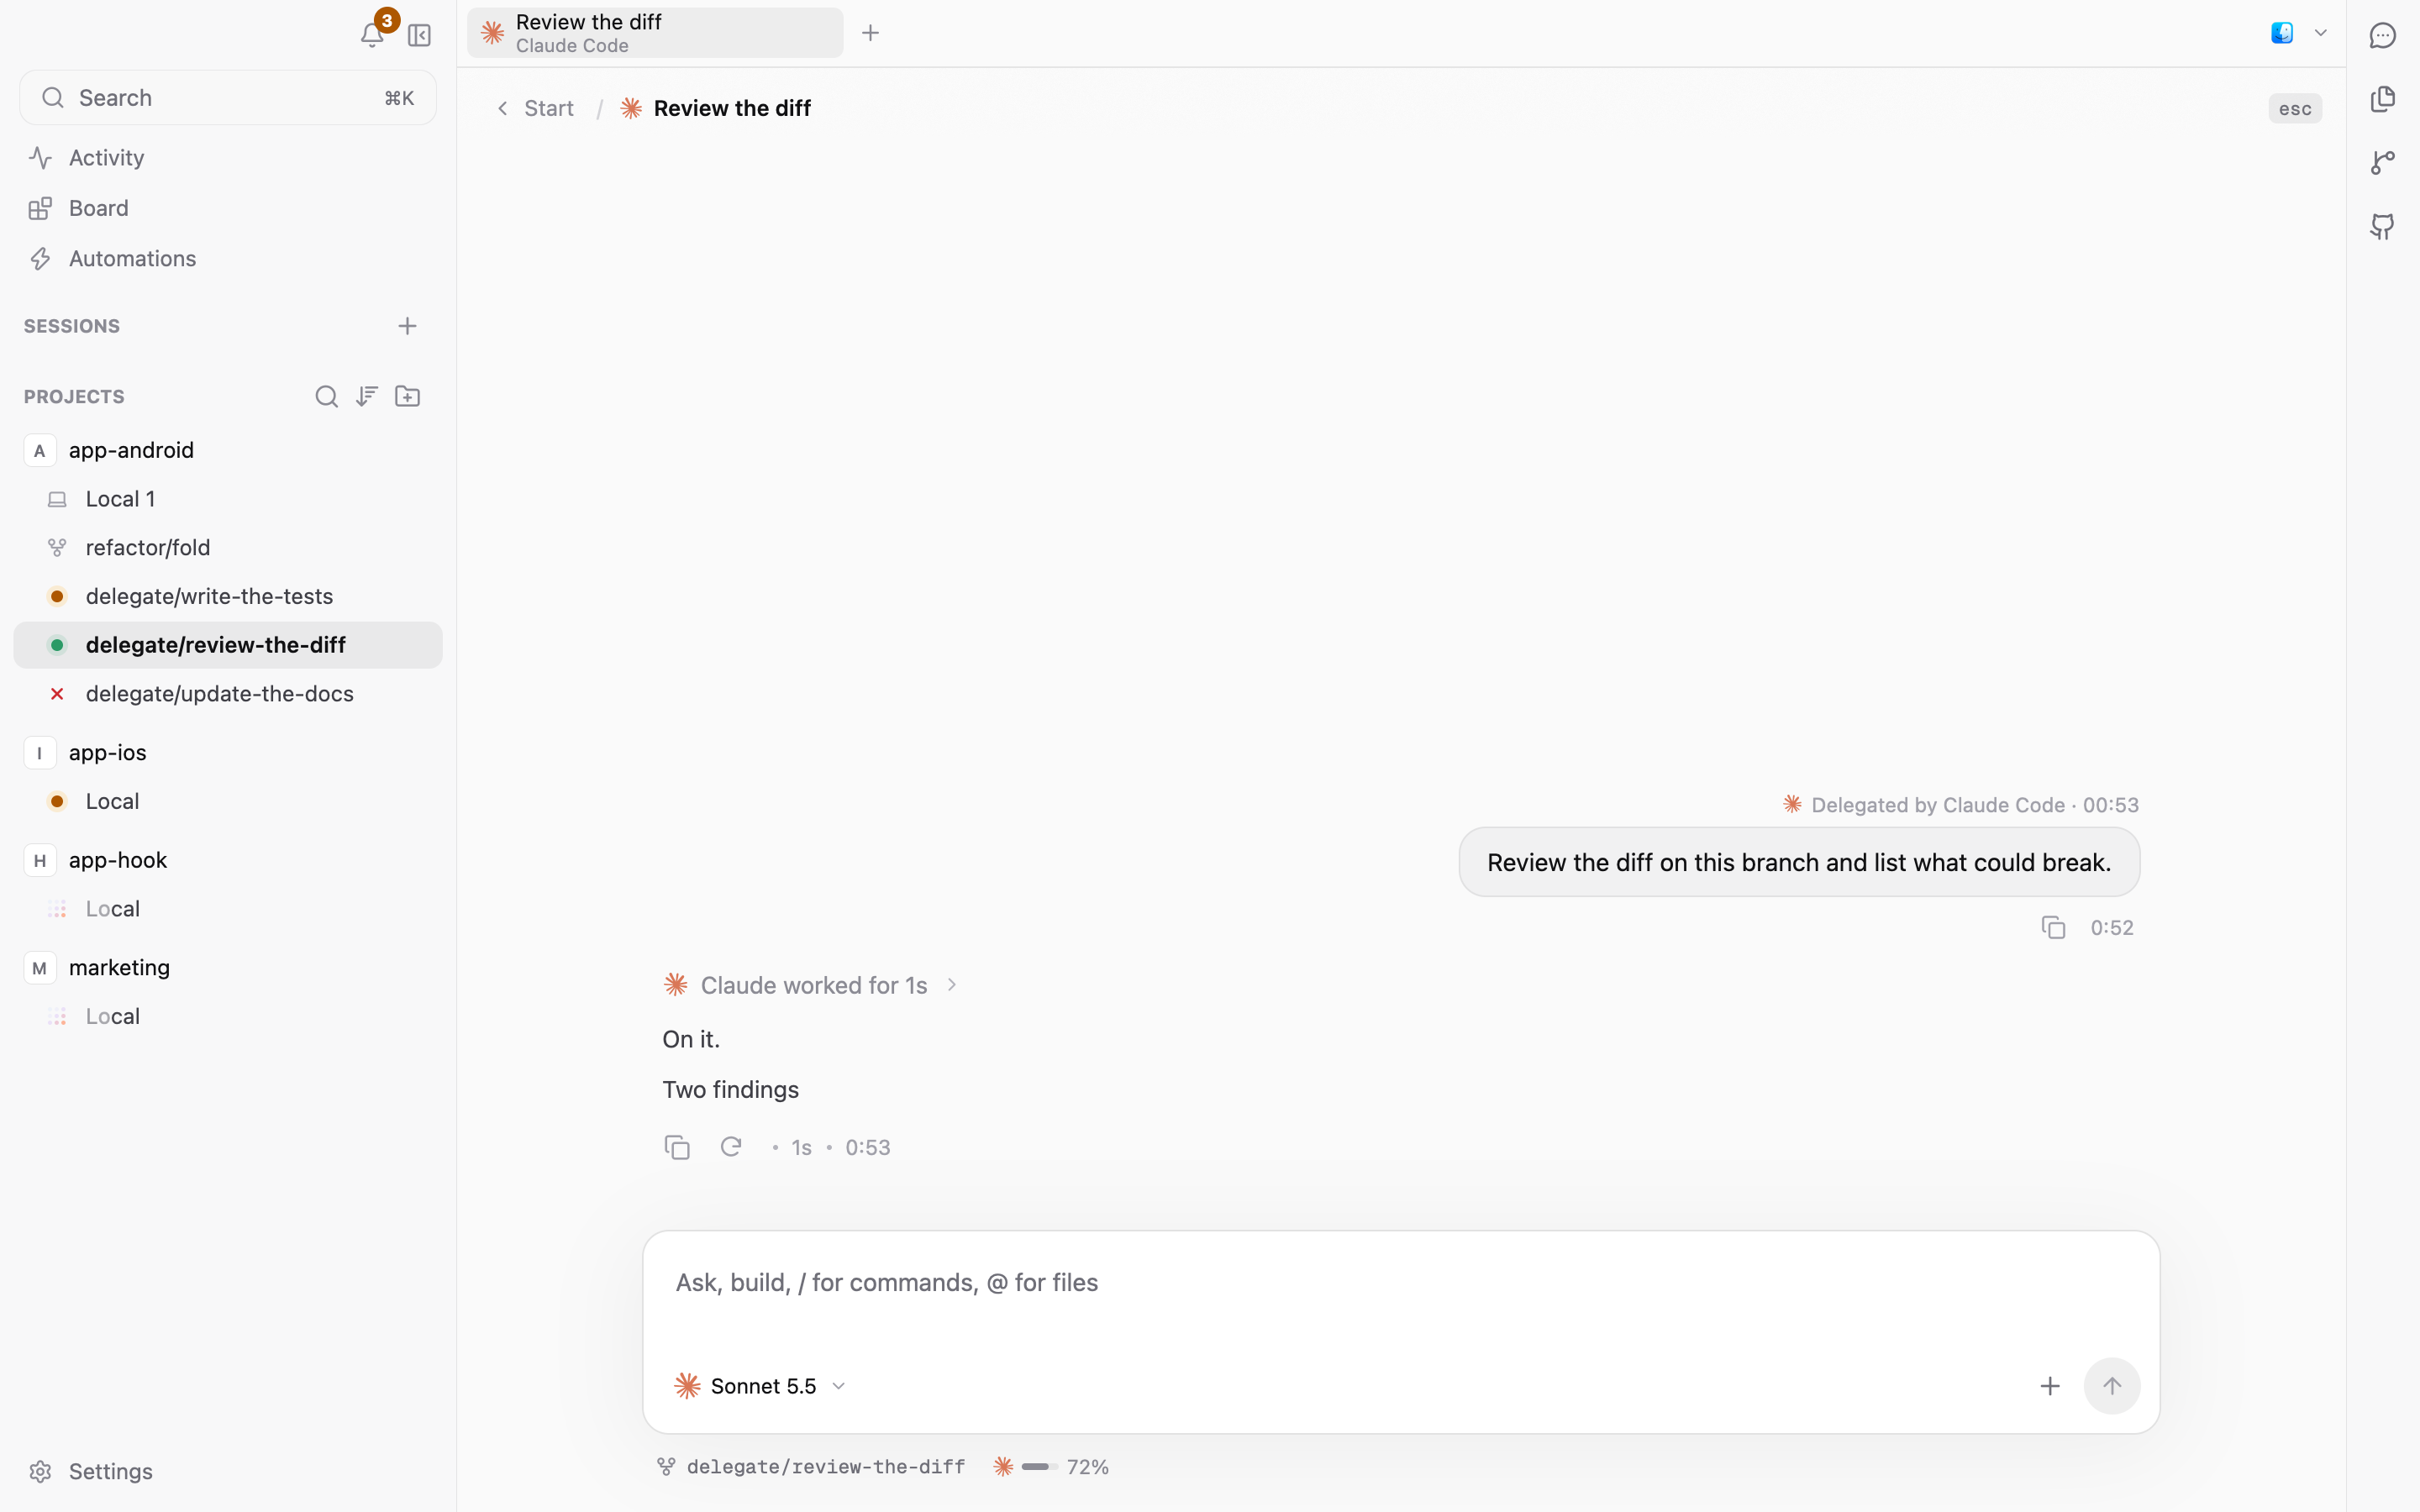 3
Search ⌘K
Activity
Board
Automations
SESSIONS
PROJECTS
A app-android
Local 1
refactor/fold
delegate/write-the-tests
delegate/review-the-diff
delegate/update-the-docs
I app-ios
Local
H app-hook
Local
M marketing
Local
Settings
Review the diff
Claude Code
Start / Review the diff
esc
Delegated by Claude Code · 00:53
Review the diff on this branch and list what could break.
0:52
Claude worked for 1s
On it.
Two findings
• 1s • 0:53
Ask, build, / for commands, @ for files
Sonnet 5.5
delegate/review-the-diff 72%